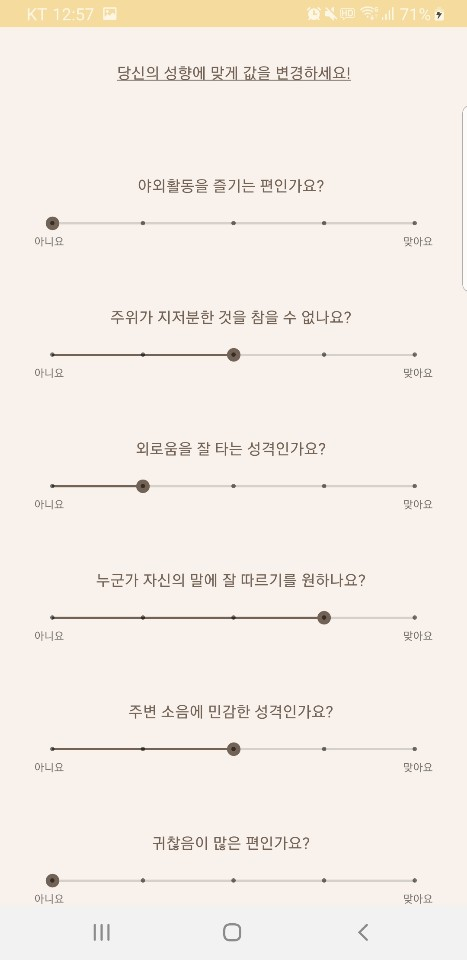 KT 12:57 HD 71%
당신의 성향에 맞게 값을 변경하세요!
야외활동을 즐기는 편인가요?
아니요 맞아요
주위가 지저분한 것을 참을 수 없나요?
아니요 맞아요
외로움을 잘 타는 성격인가요?
아니요 맞아요
누군가 자신의 말에 잘 따르기를 원하나요?
아니요 맞아요
주변 소음에 민감한 성격인가요?
아니요 맞아요
귀찮음이 많은 편인가요?
아니요 맞아요